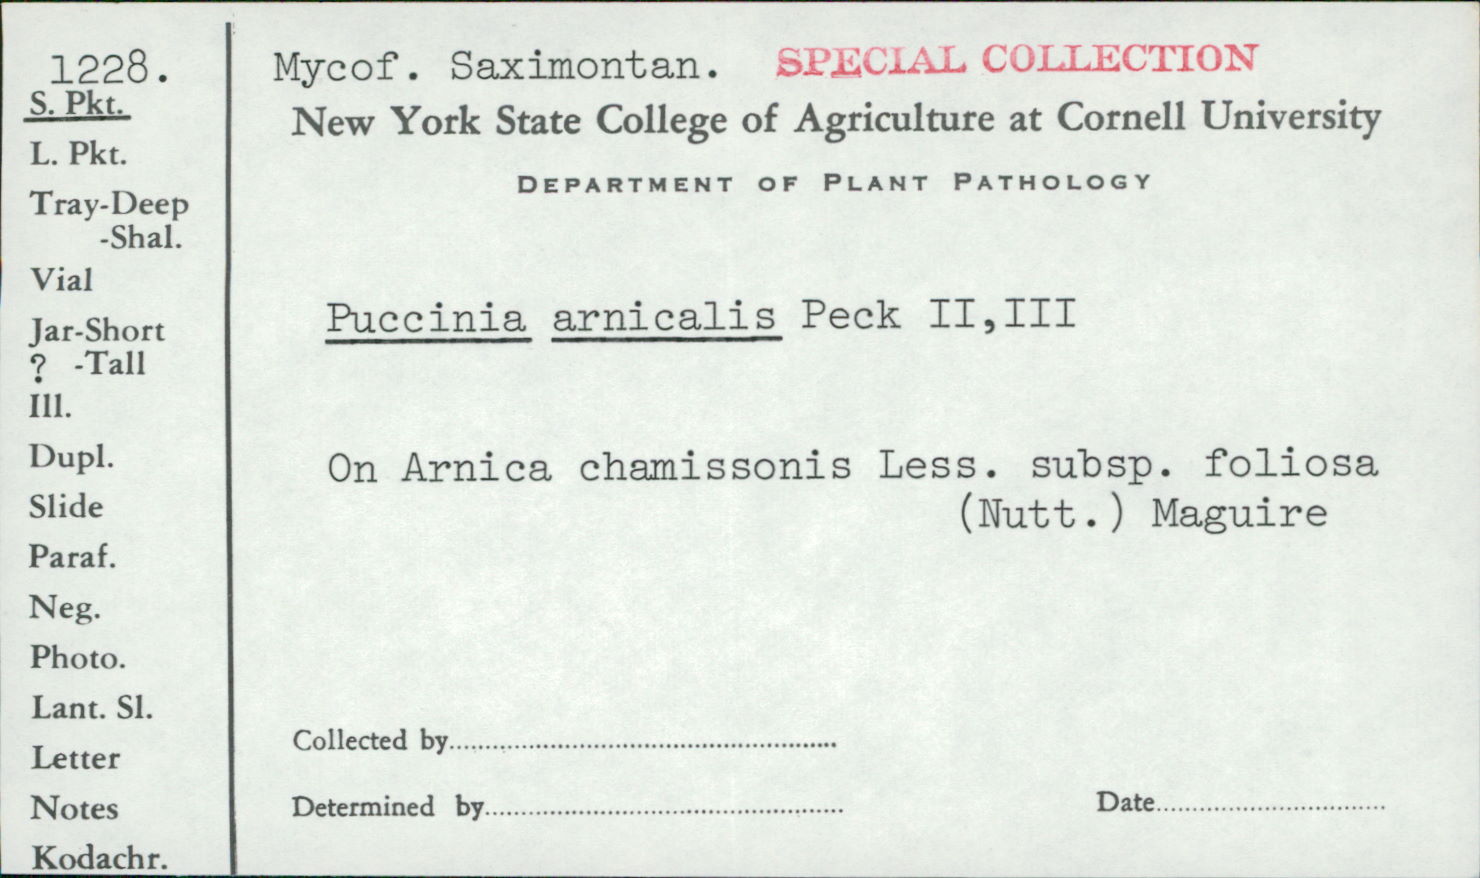 1228.
S. Pkt.
L. Pkt.
Tray-Deep
-Shal.
Vial
Jar-Short
? -Tall
Ill.
Dupl.
Slide
Paraf.
Neg.
Photo.
Lant. Sl.
Letter
Notes
Kodachr.
Mycof. Saximontan. SPECIAL COLLECTION
New York State College of Agriculture at Cornell University
DEPARTMENT OF PLANT PATHOLOGY
Puccinia arnicalis Peck II,III
On Arnica chamissonis Less. subsp. foliosa
(Nutt.) Maguire
Collected by
Determined by
Date